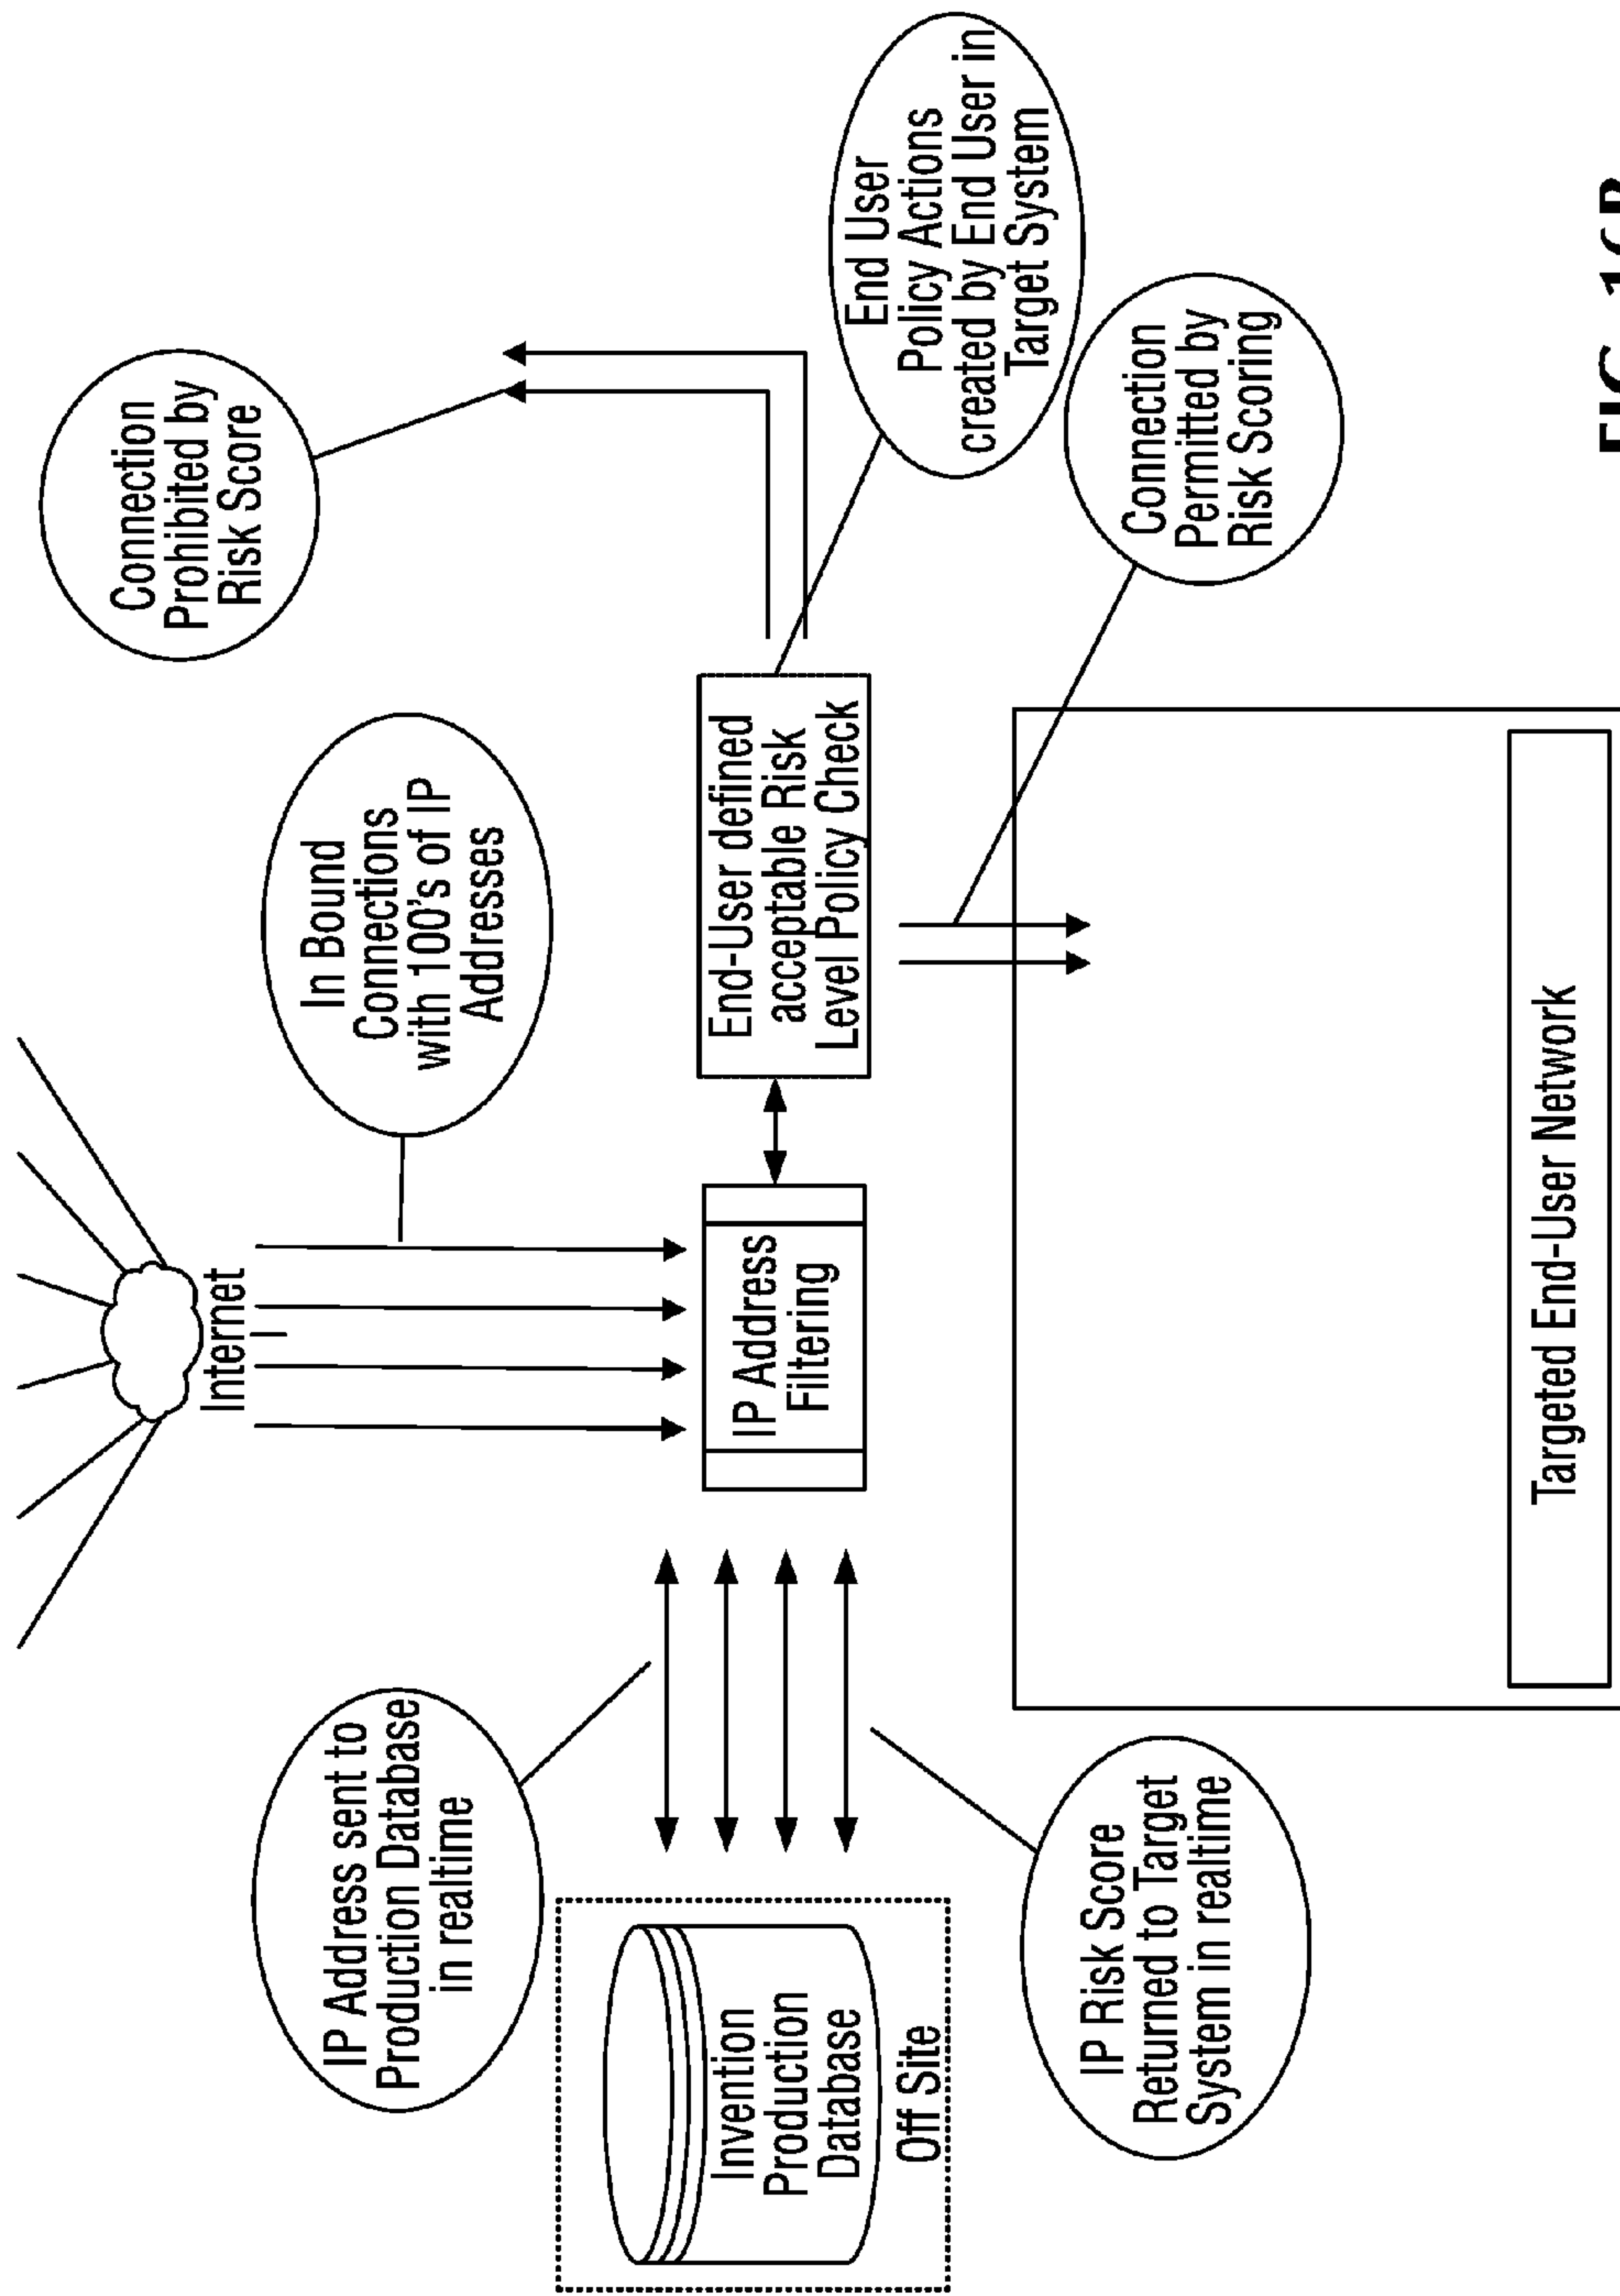 Internet
In Bound
Connections
with 100's of IP
Addresses
Connection
Prohibited by
Risk Score
IP Address sent to
Production Database
in realtime
Invention
Production
Database
Off Site
IP Address
Filtering
End-User defined
acceptable Risk
Level Policy Check
End User
Policy Actions
created by End User in
Target System
IP Risk Score
Returned to Target
System in realtime
Connection
Permitted by
Risk Scoring
Targeted End-User Network